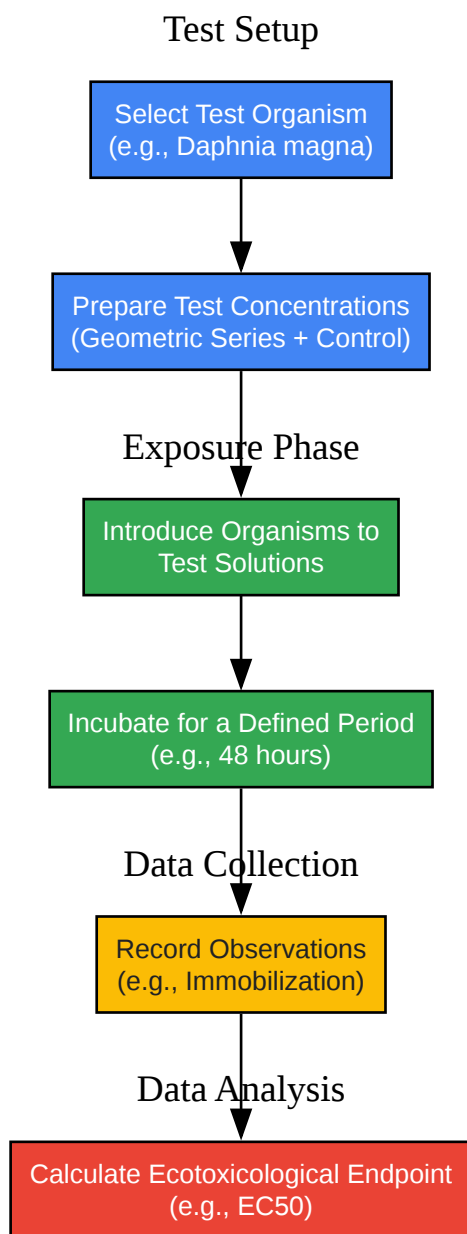 Test Setup
Select Test Organism
(e.g., Daphnia magna)
Prepare Test Concentrations
(Geometric Series + Control)
Exposure Phase
Introduce Organisms to
Test Solutions
Incubate for a Defined Period
(e.g., 48 hours)
Data Collection
Record Observations
(e.g., Immobilization)
Data Analysis
Calculate Ecotoxicological Endpoint
(e.g., EC50)